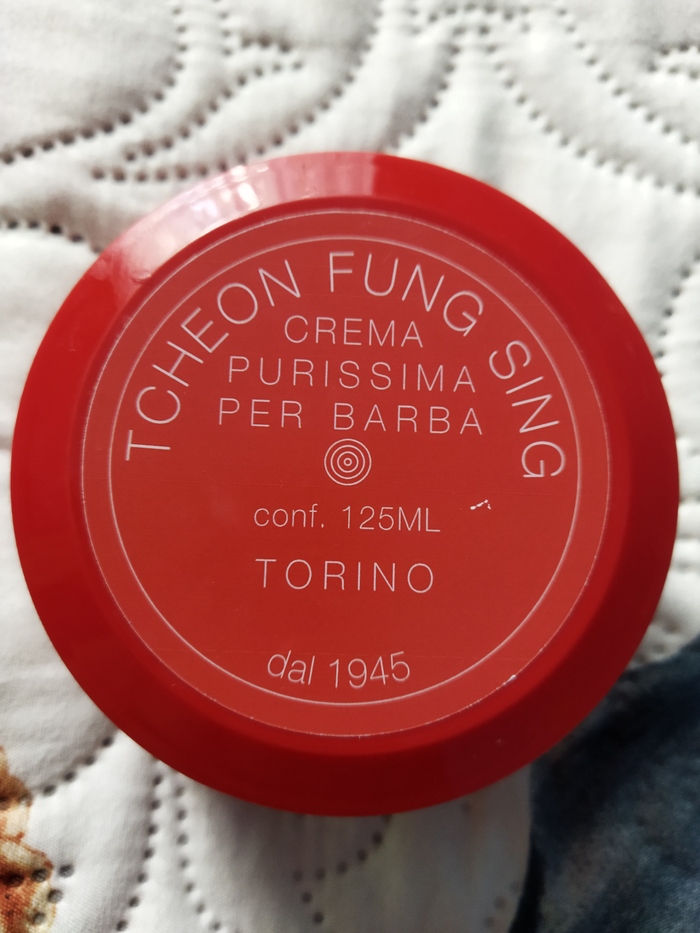 TCHEON FUNG SING
CREMA
PURISSIMA
PER BARBA
conf. 125ML
TORINO
dal 1945